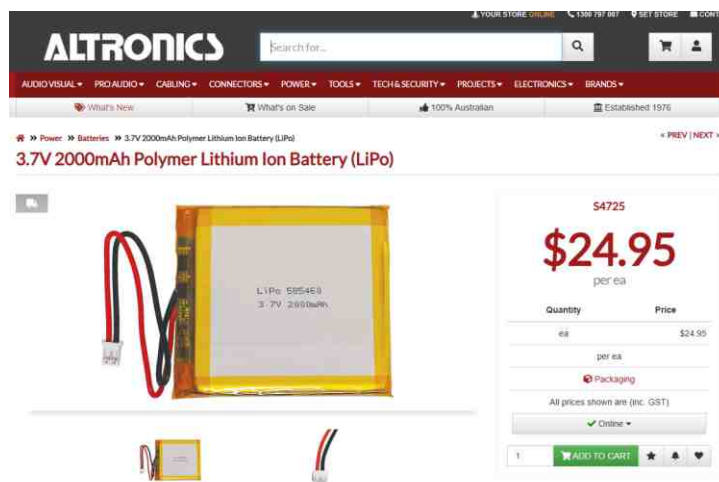 YOUR STORE ONLINE 1300 797 007 SET STORE CONT
ALTRONICS
Search for...
AUDIO VISUAL PRO AUDIO CABLING CONNECTORS POWER TOOLS TECH & SECURITY PROJECTS ELECTRONICS BRANDS
What's New What's on Sale 100% Australian Established 1976
» Power » Batteries » 3.7V 2000mAh Polymer Lithium Ion Battery (LiPo)
« PREV | NEXT »
3.7V 2000mAh Polymer Lithium Ion Battery (LiPo)
S4725
$24.95
per ea
Quantity Price
ea $24.95
per ea
Packaging
All prices shown are (inc. GST)
Online
1 ADD TO CART
LiPo 585460
3.7V 2000mAh